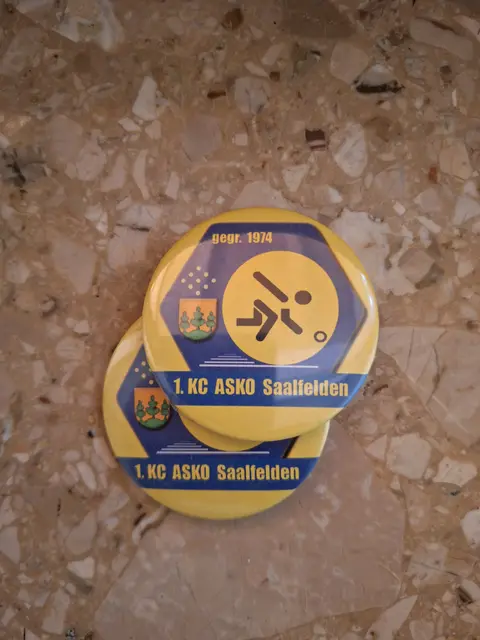 gegr. 1974
1. KC ASKO Saalfelden
1. KC ASKO Saalfelden